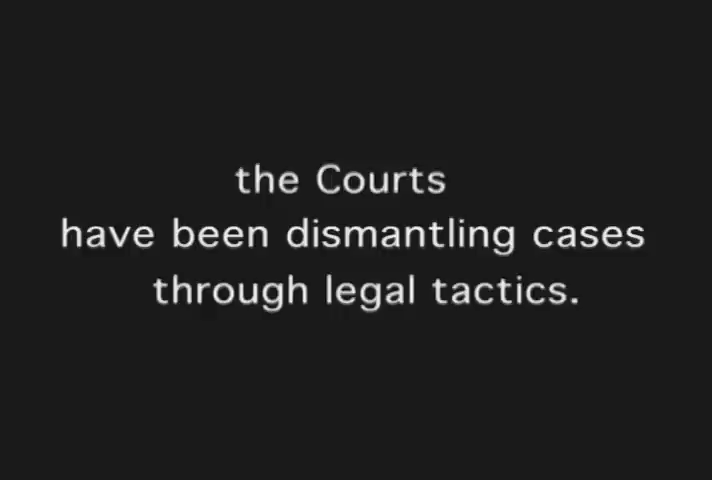 the Courts
have been dismantling cases
through legal tactics.